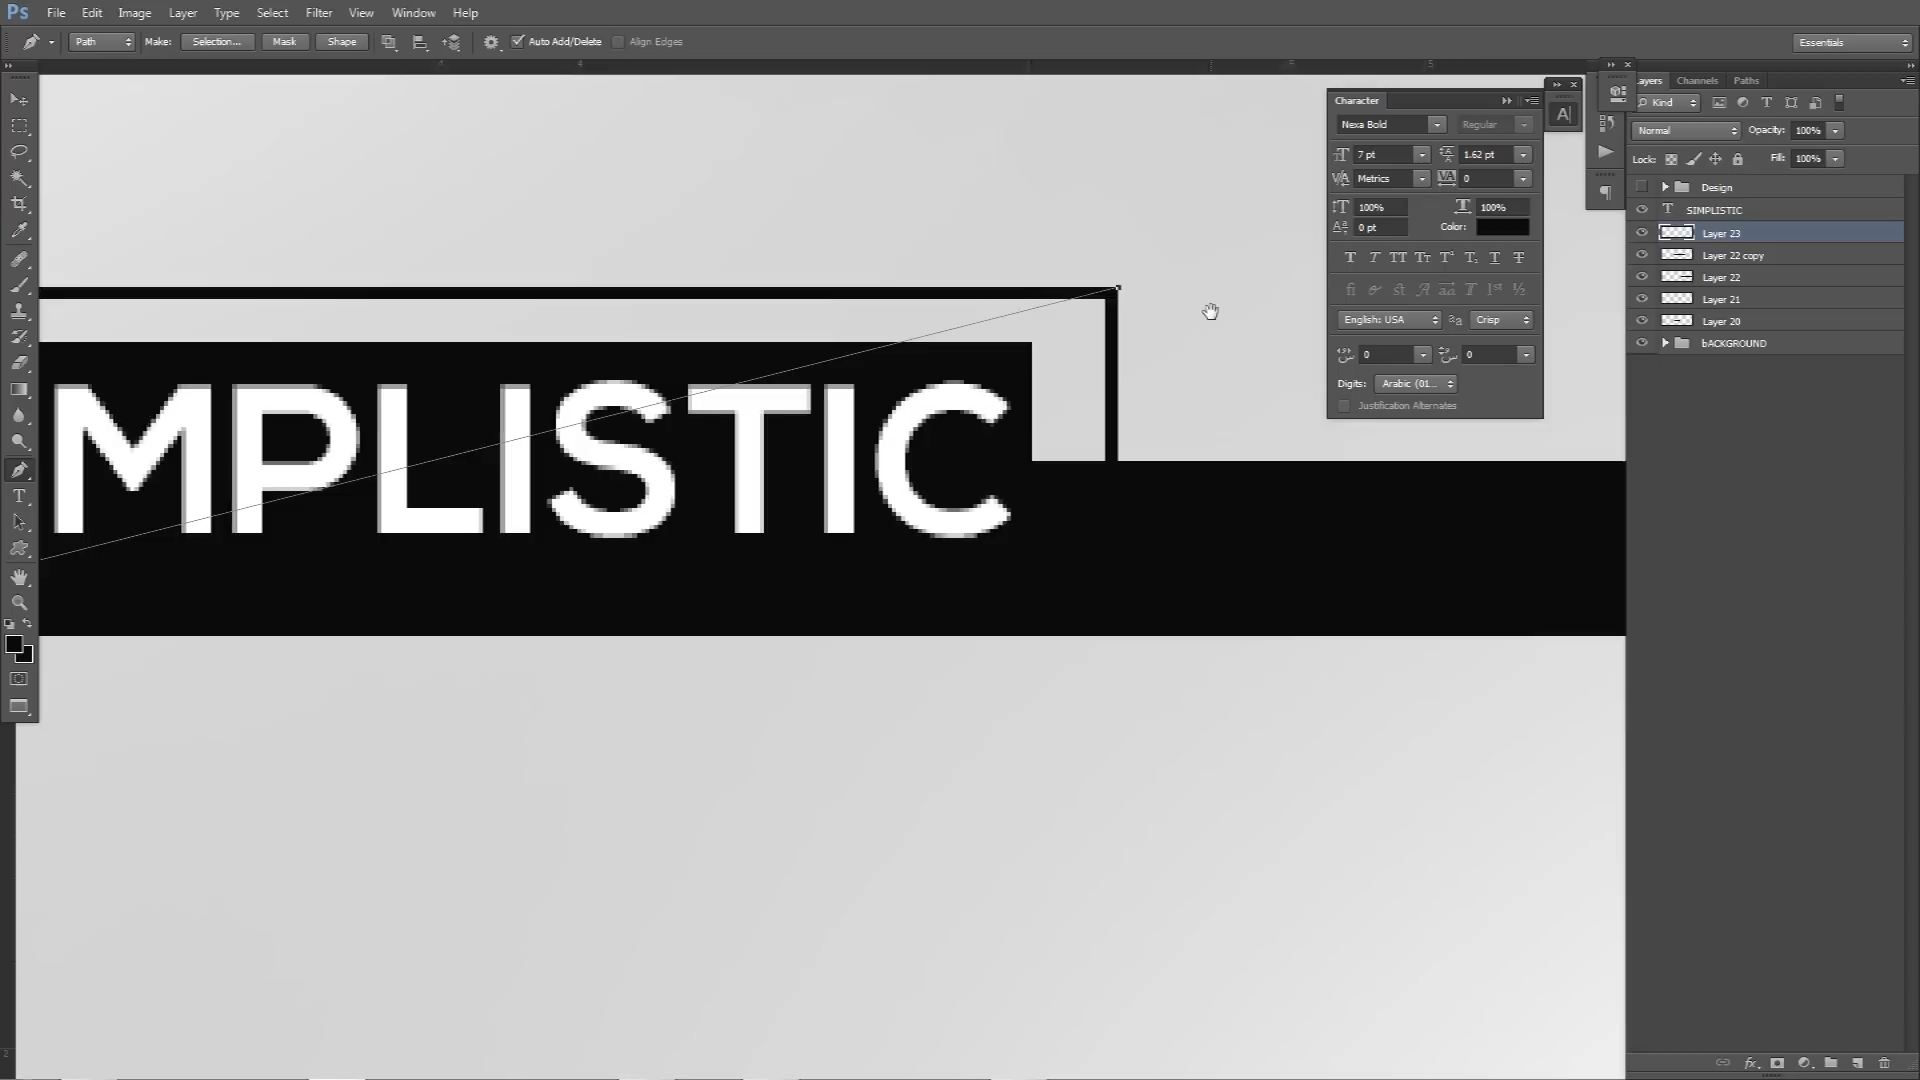 Ps File Edit Image Layer Type Select Filter View Window Help
Path Make: Selection... Mask Shape Auto Add/Delete Align Edges Essentials
Character
Nexa Bold Regular
7 pt 1.62 pt
Metrics 0
100% 100%
0 pt Color:
English: USA Crisp
0 0
Digits: Arabic (01...
Justification Alternates
MPLISTIC
ayers Channels Paths
Kind
Normal Opacity: 100%
Lock: Fill: 100%
Design
SIMPLISTIC
Layer 23
Layer 22 copy
Layer 22
Layer 21
Layer 20
bACKGROUND